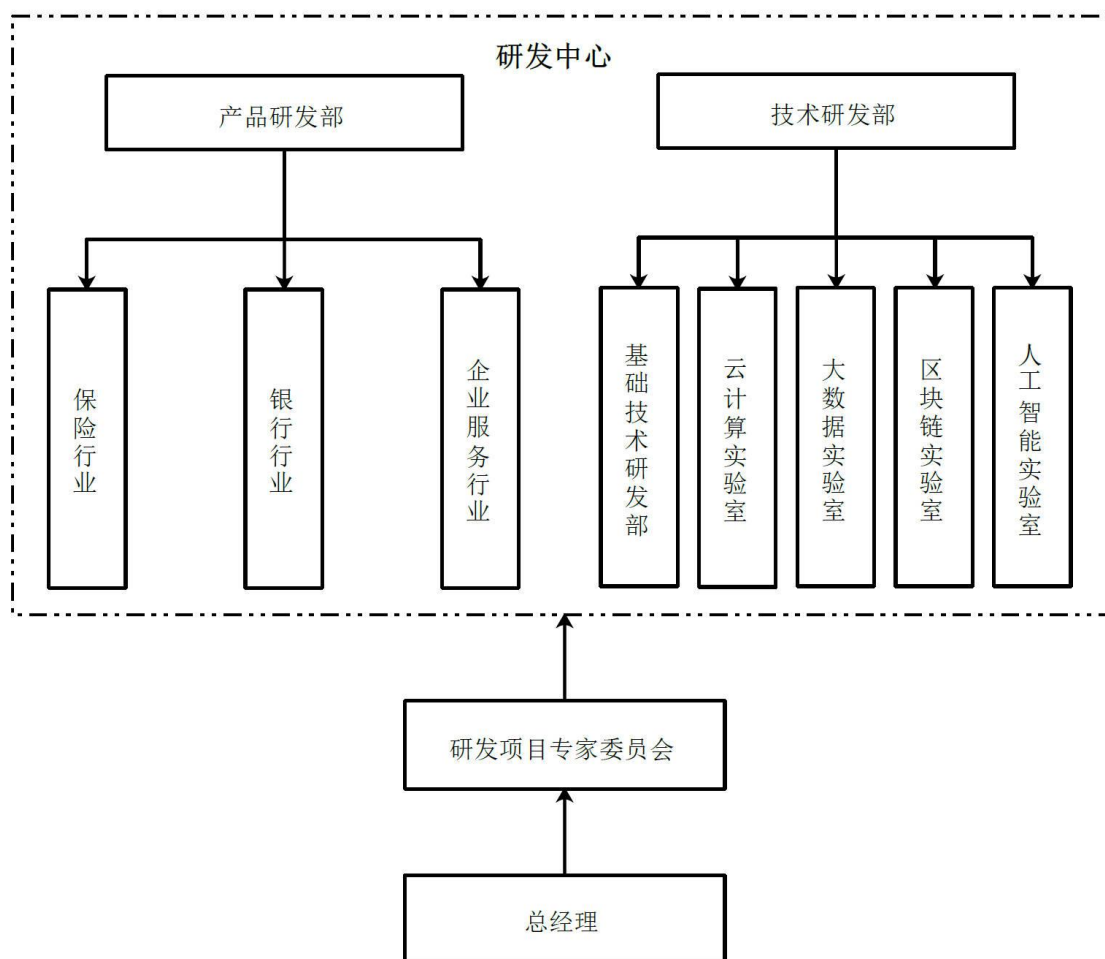 研发中心
产品研发部
技术研发部
保险行业
银行行业
企业服务行业
基础技术研发部
云计算实验室
大数据实验室
区块链实验室
人工智能实验室
研发项目专家委员会
总经理